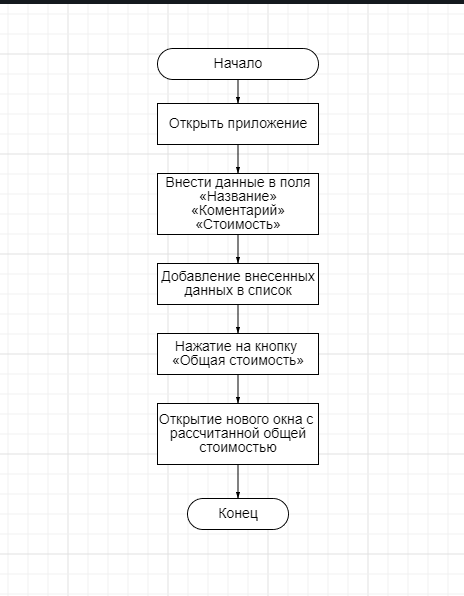 Начало
Открыть приложение
Внести данные в поля
«Название»
«Коментарий»
«Стоимость»
Добавление внесенных
данных в список
Нажатие на кнопку
«Общая стоимость»
Открытие нового окна с
рассчитанной общей
стоимостью
Конец